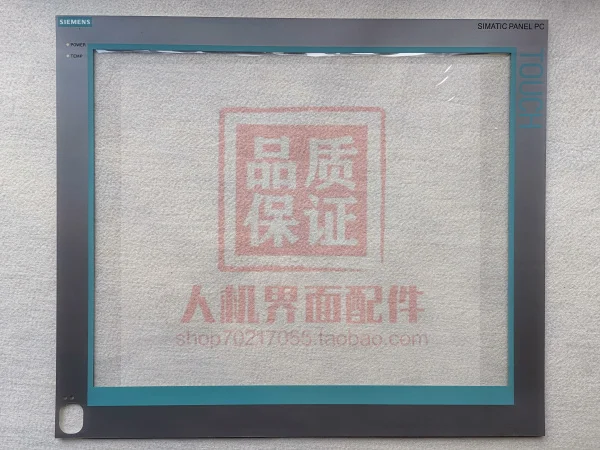 SIEMENS
SIMATIC PANEL PC
POWER
TEMP
TOUCH
品质
保证
人机界面配件
shop70217055.taobao.com